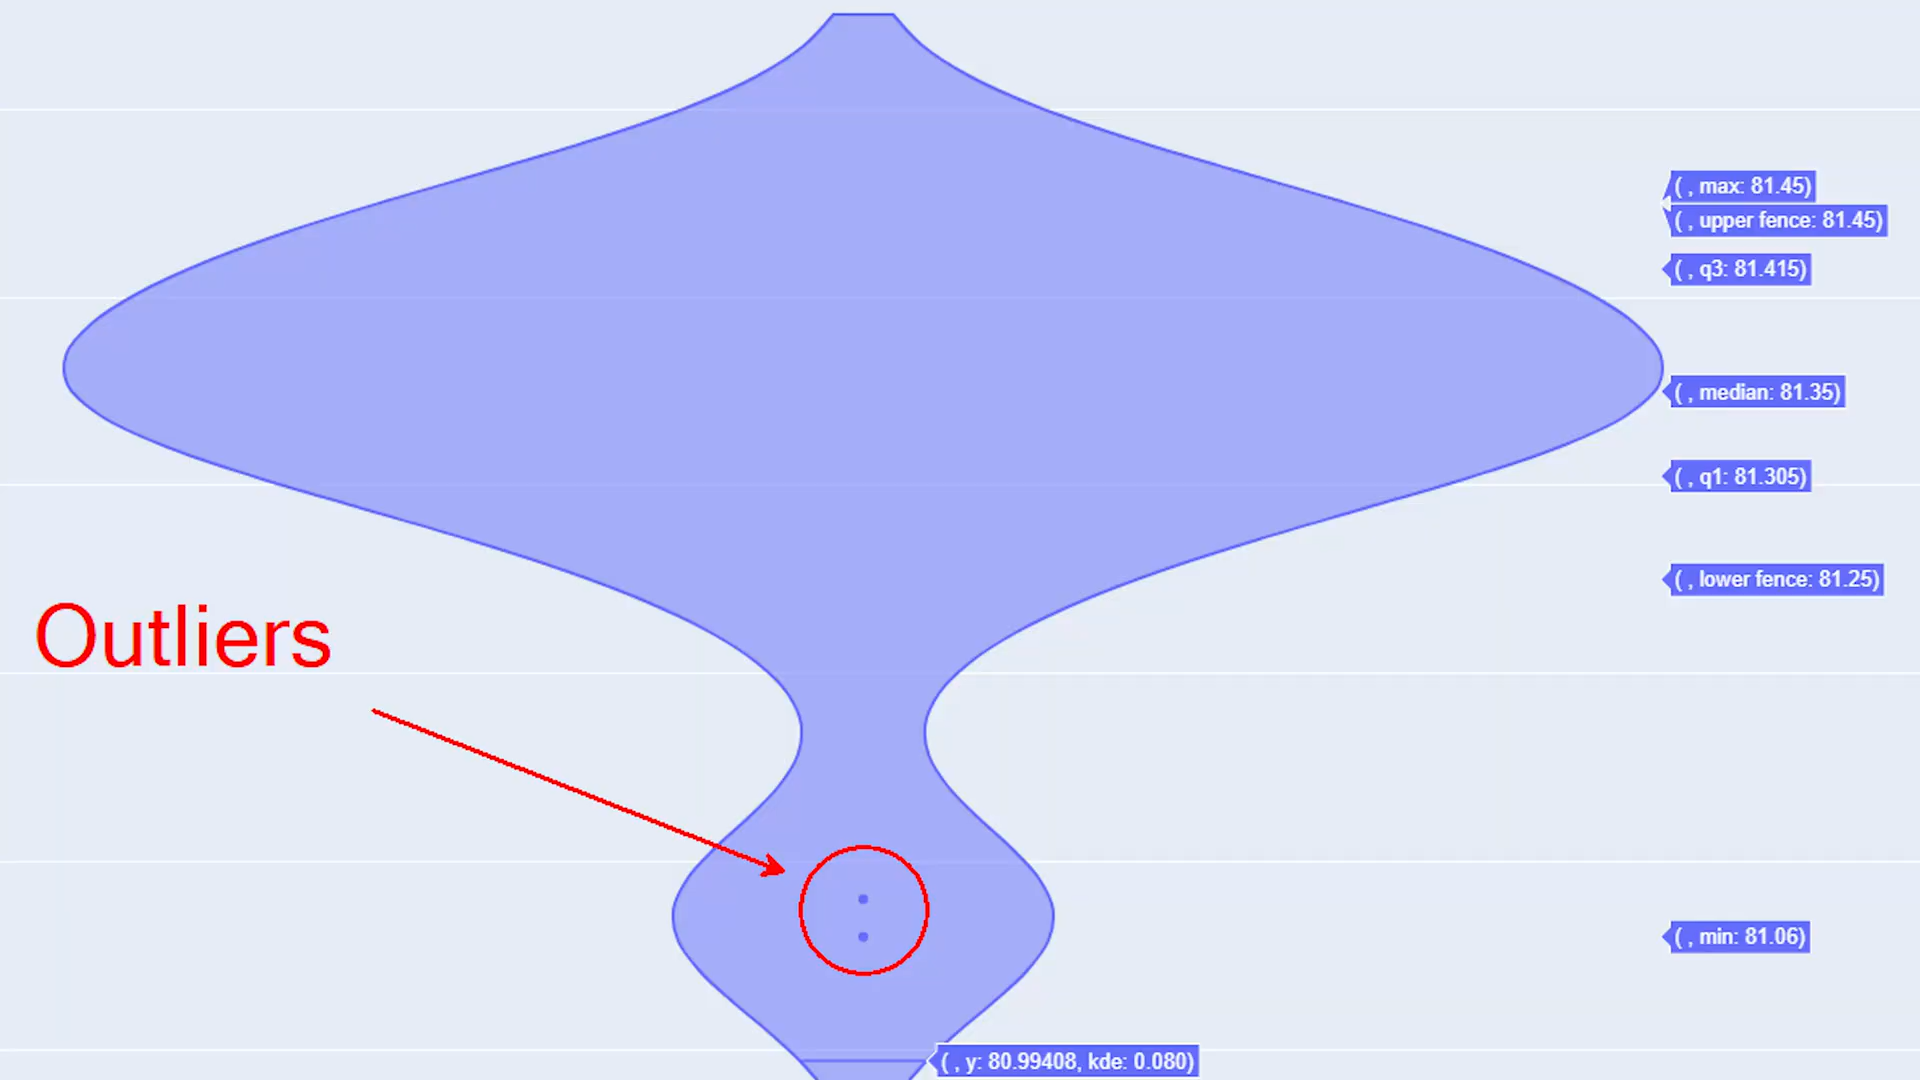 ( , max: 81.45)
( , upper fence: 81.45)
( , q3: 81.415)
( , median: 81.35)
( , q1: 81.305)
( , lower fence: 81.25)
Outliers
( , min: 81.06)
( , y: 80.99408, kde: 0.080)